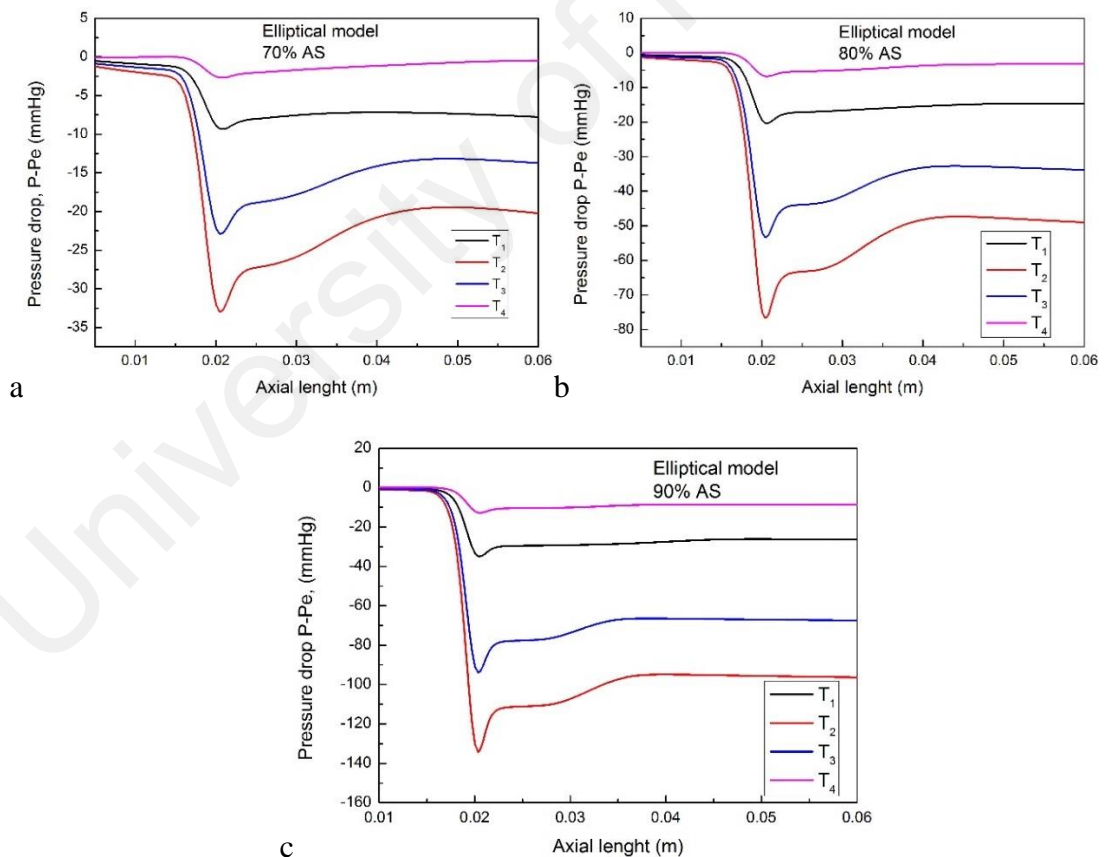 Elliptical model
70% AS
5
0
-5
-10
-15
-20
-25
-30
-35
Pressure drop, P-Pe (mmHg)
T1
T2
T3
T4
0.01 0.02 0.03 0.04 0.05 0.06
Axial lenght (m)
a
Elliptical model
80% AS
10
0
-10
-20
-30
-40
-50
-60
-70
-80
Pressure drop P-Pe (mmHg)
T1
T2
T3
T4
0.01 0.02 0.03 0.04 0.05 0.06
Axial lenght (m)
b
Elliptical model
90% AS
20
0
-20
-40
-60
-80
-100
-120
-140
-160
Pressure drop P-Pe, (mmHg)
T1
T2
T3
T4
0.01 0.02 0.03 0.04 0.05 0.06
Axial lenght (m)
c
University of